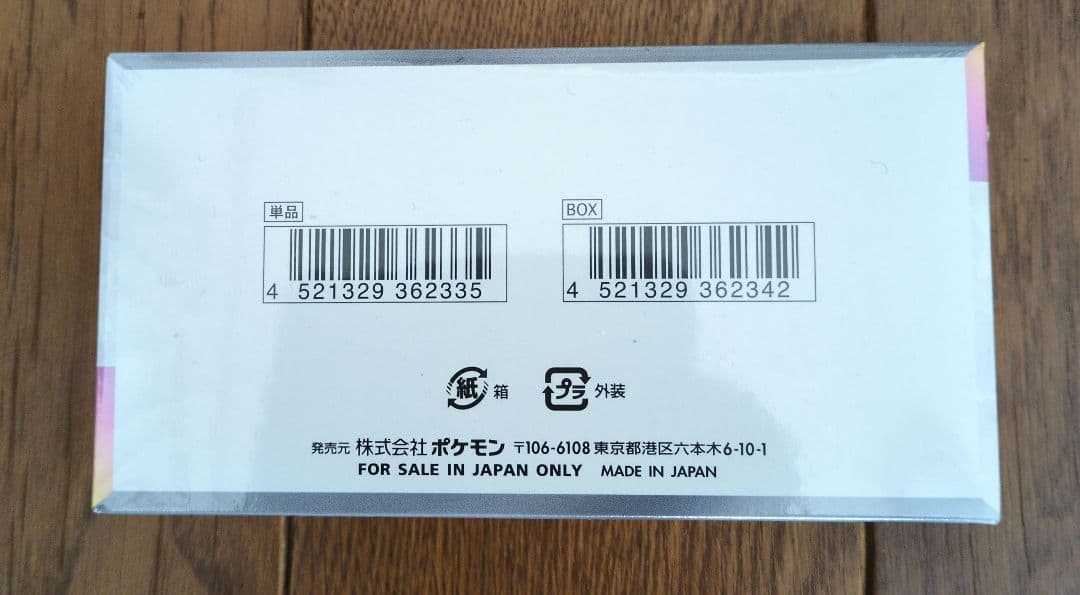 単品
4 521329 362335
BOX
4 521329 362342
紙 箱
プラ 外装
発売元 株式会社 ポケモン 〒106-6108 東京都港区六本木6-10-1
FOR SALE IN JAPAN ONLY MADE IN JAPAN